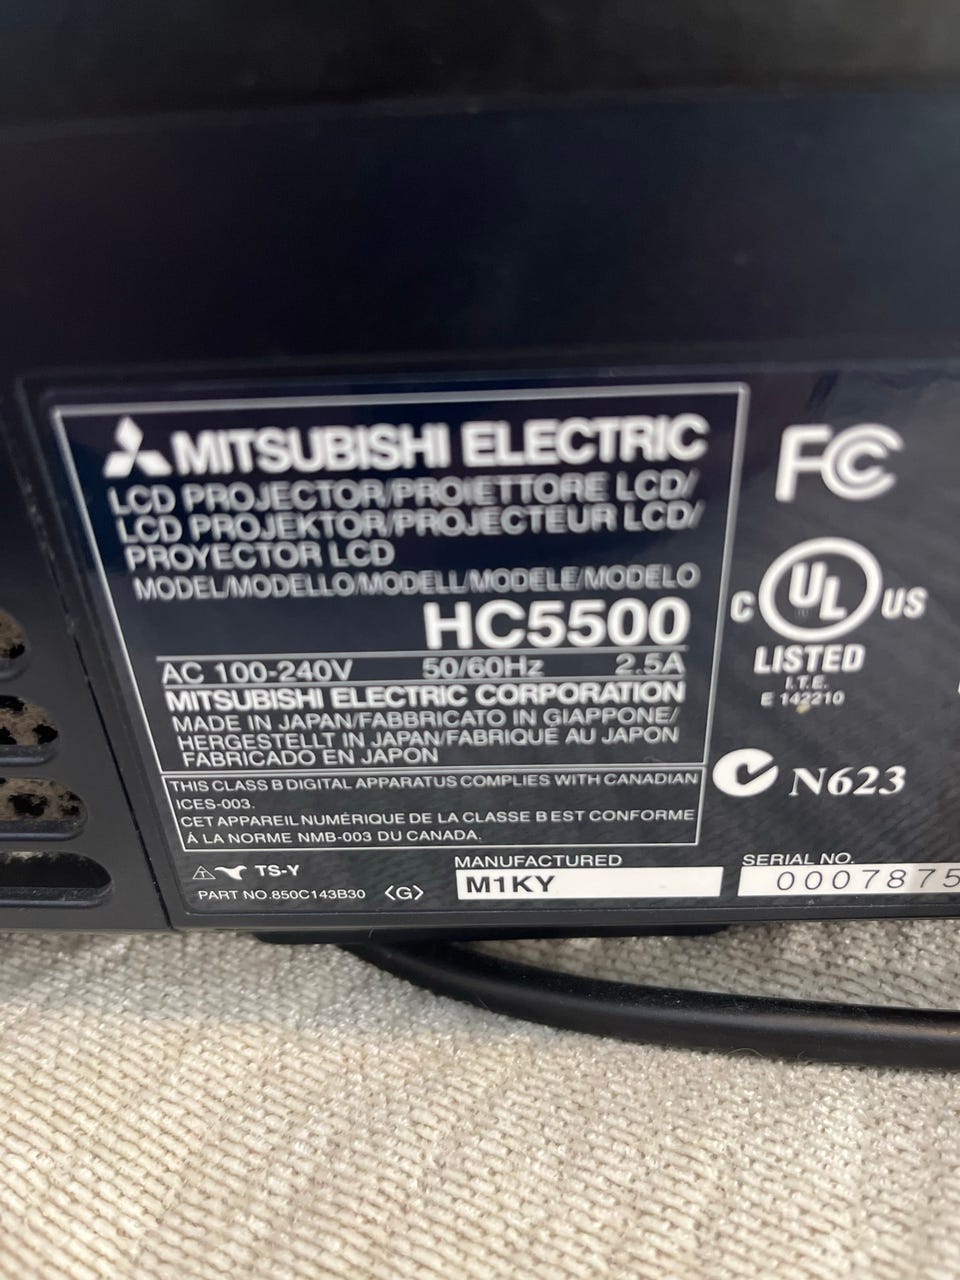 MITSUBISHI ELECTRIC
LCD PROJECTOR/PROIETTORE LCD/
LCD PROJEKTOR/PROJECTEUR LCD/
PROYECTOR LCD
MODEL/MODELLO/MODELL/MODELE/MODELO
HC5500
AC 100-240V 50/60Hz 2.5A
MITSUBISHI ELECTRIC CORPORATION
MADE IN JAPAN/FABBRICATO IN GIAPPONE/
HERGESTELLT IN JAPAN/FABRIQUE AU JAPON
FABRICADO EN JAPON
THIS CLASS B DIGITAL APPARATUS COMPLIES WITH CANADIAN
ICES-003.
CET APPAREIL NUMÉRIQUE DE LA CLASSE B EST CONFORME
À LA NORME NMB-003 DU CANADA.
TS-Y
PART NO.850C143B30 <G>
MANUFACTURED
M1KY
FC
C UL US
LISTED
I.T.E.
E 142210
N623
SERIAL NO.
0007875